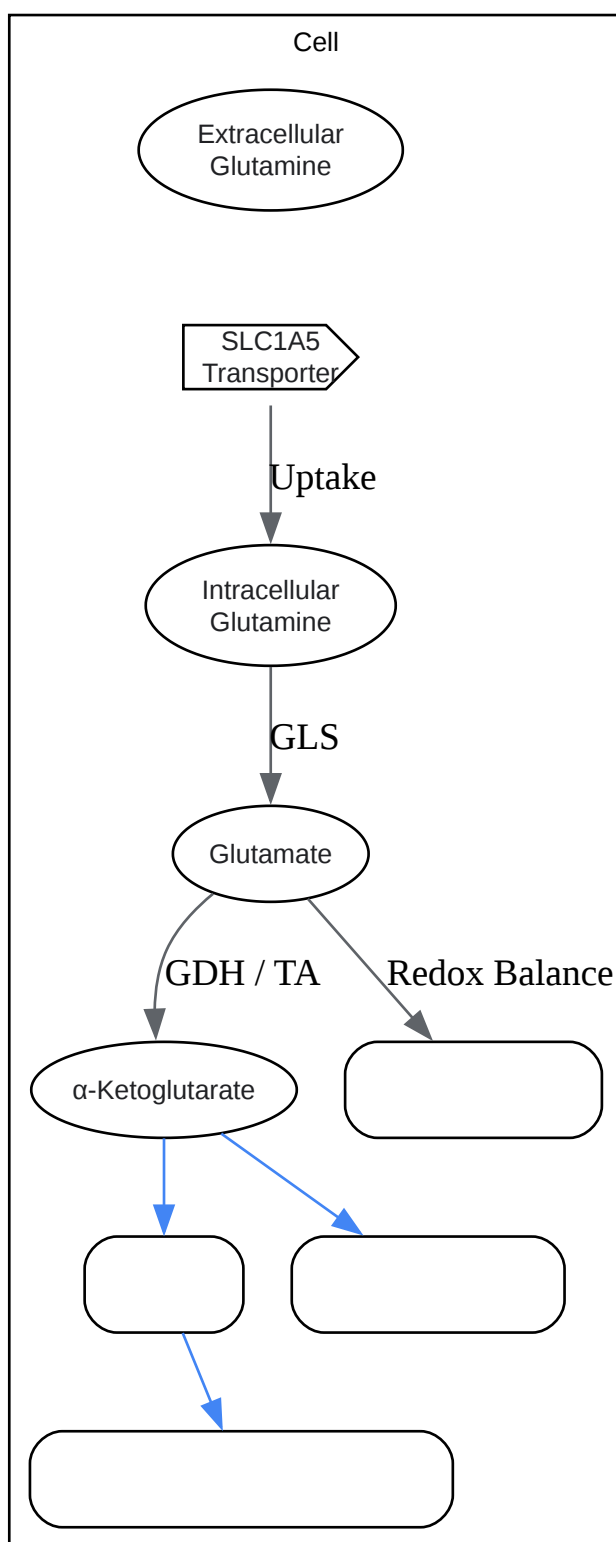 Cell
Extracellular
Glutamine
SLC1A5
Transporter
Uptake
Intracellular
Glutamine
GLS
Glutamate
GDH / TA
Redox Balance
α-Ketoglutarate